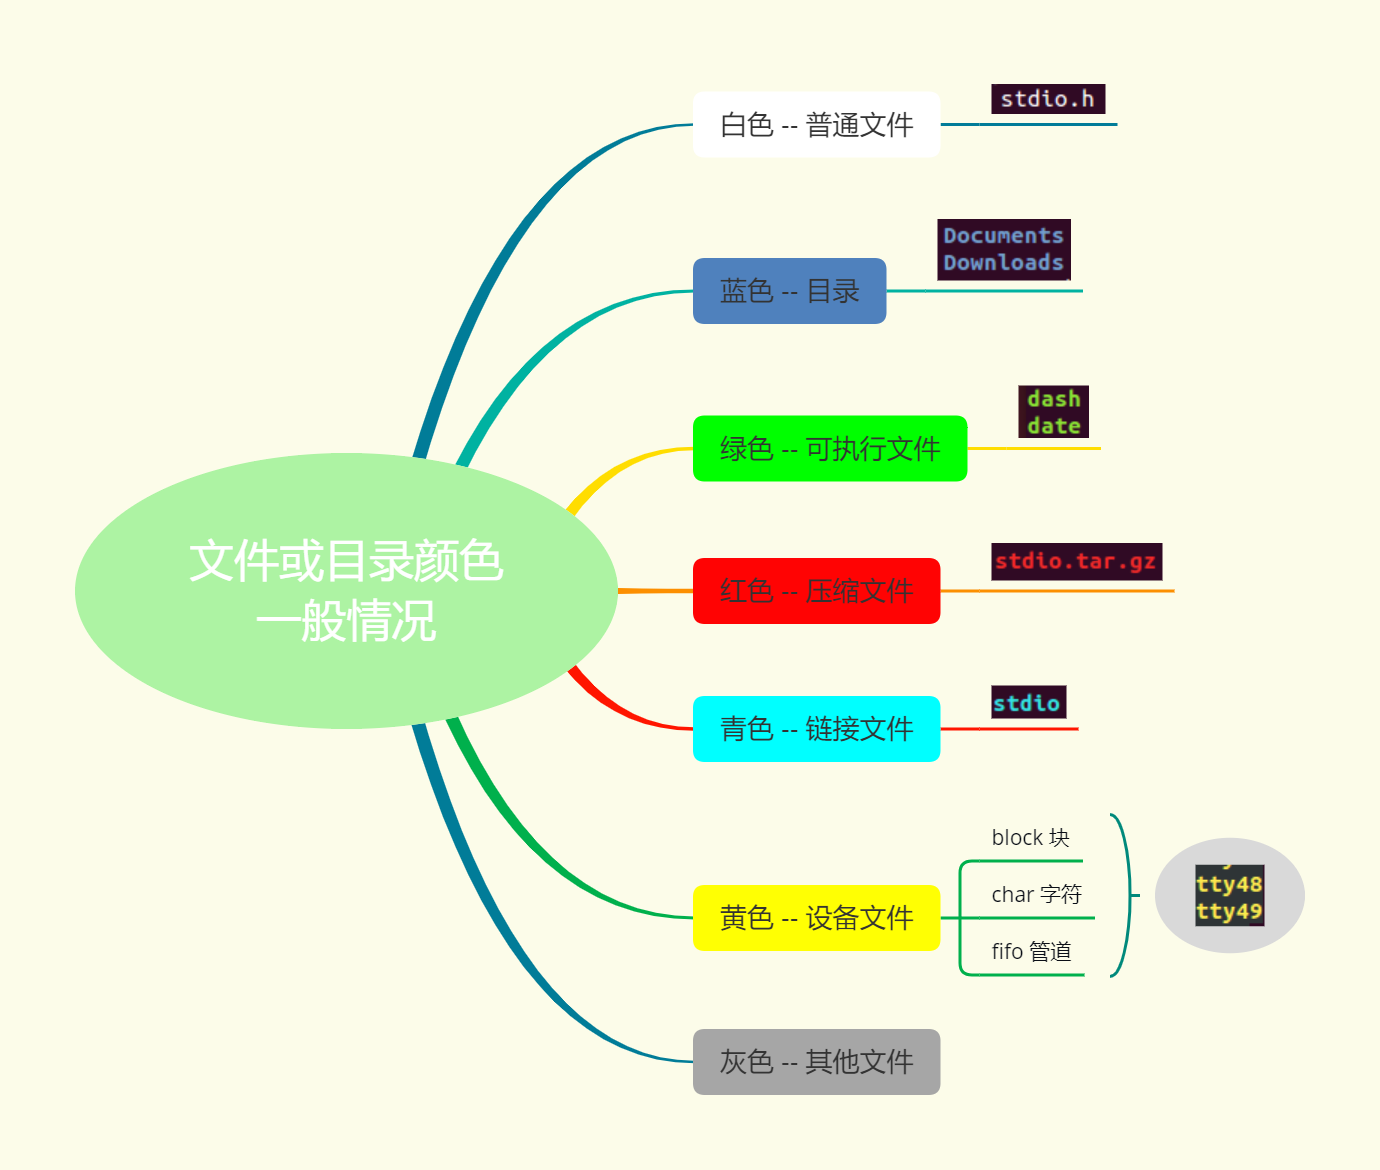 文件或目录颜色
一般情况
白色 -- 普通文件
stdio.h
蓝色 -- 目录
Documents
Downloads
绿色 -- 可执行文件
dash
date
红色 -- 压缩文件
stdio.tar.gz
青色 -- 链接文件
stdio
黄色 -- 设备文件
block 块
char 字符
fifo 管道
tty48
tty49
灰色 -- 其他文件